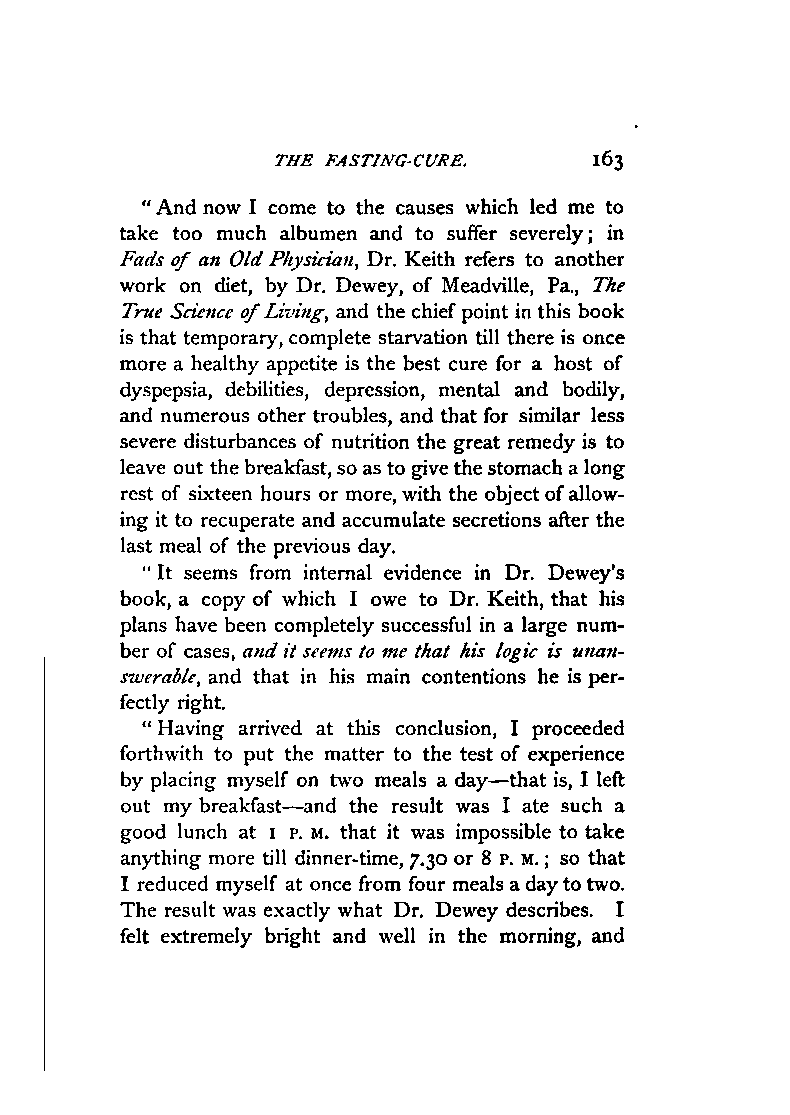 THE FASTING-CURE. 163
“And now I come to the causes which led me to
take too much albumen and to suffer severely; in
Fads of an Old Physician, Dr. Keith refers to another
work on diet, by Dr. Dewey, of Meadville, Pa., The
True Science of Living, and the chief point in this book
is that temporary, complete starvation till there is once
more a healthy appetite is the best cure for a host of
dyspepsia, debilities, depression, mental and bodily,
and numerous other troubles, and that for similar less
severe disturbances of nutrition the great remedy is to
leave out the breakfast, so as to give the stomach a long
rest of sixteen hours or more, with the object of allow-
ing it to recuperate and accumulate secretions after the
last meal of the previous day.
“It seems from internal evidence in Dr. Dewey's
book, a copy of which I owe to Dr. Keith, that his
plans have been completely successful in a large num-
ber of cases, and it seems to me that his logic is unan-
swerable, and that in his main contentions he is per-
fectly right.
“Having arrived at this conclusion, I proceeded
forthwith to put the matter to the test of experience
by placing myself on two meals a day—that is, I left
out my breakfast—and the result was I ate such a
good lunch at 1 P. M. that it was impossible to take
anything more till dinner-time, 7.30 or 8 P. M.; so that
I reduced myself at once from four meals a day to two.
The result was exactly what Dr. Dewey describes. I
felt extremely bright and well in the morning, and